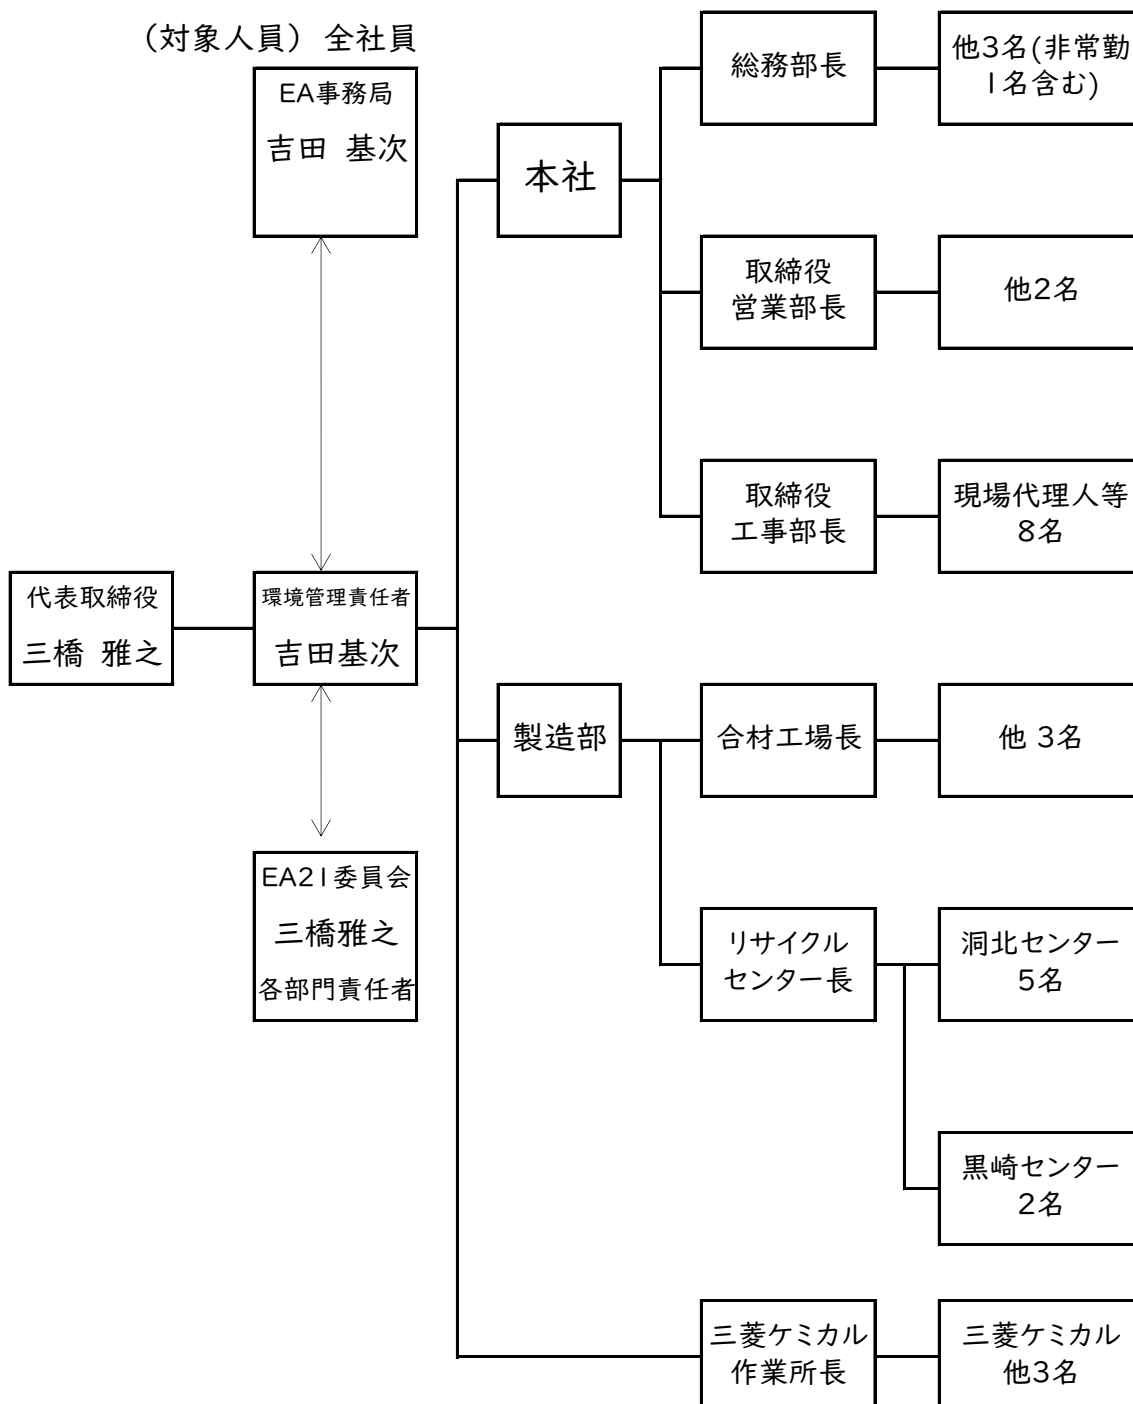 (対象人員) 全社員
EA事務局
吉田 基次
代表取締役
三橋 雅之
環境管理責任者
吉田基次
EA21委員会
三橋雅之
各部門責任者
本社
総務部長
他3名(非常勤
1名含む)
取締役
営業部長
他2名
取締役
工事部長
現場代理人等
8名
製造部
合材工場長
他 3名
リサイクル
センター長
洞北センター
5名
黒崎センター
2名
三菱ケミカル
作業所長
三菱ケミカル
他3名